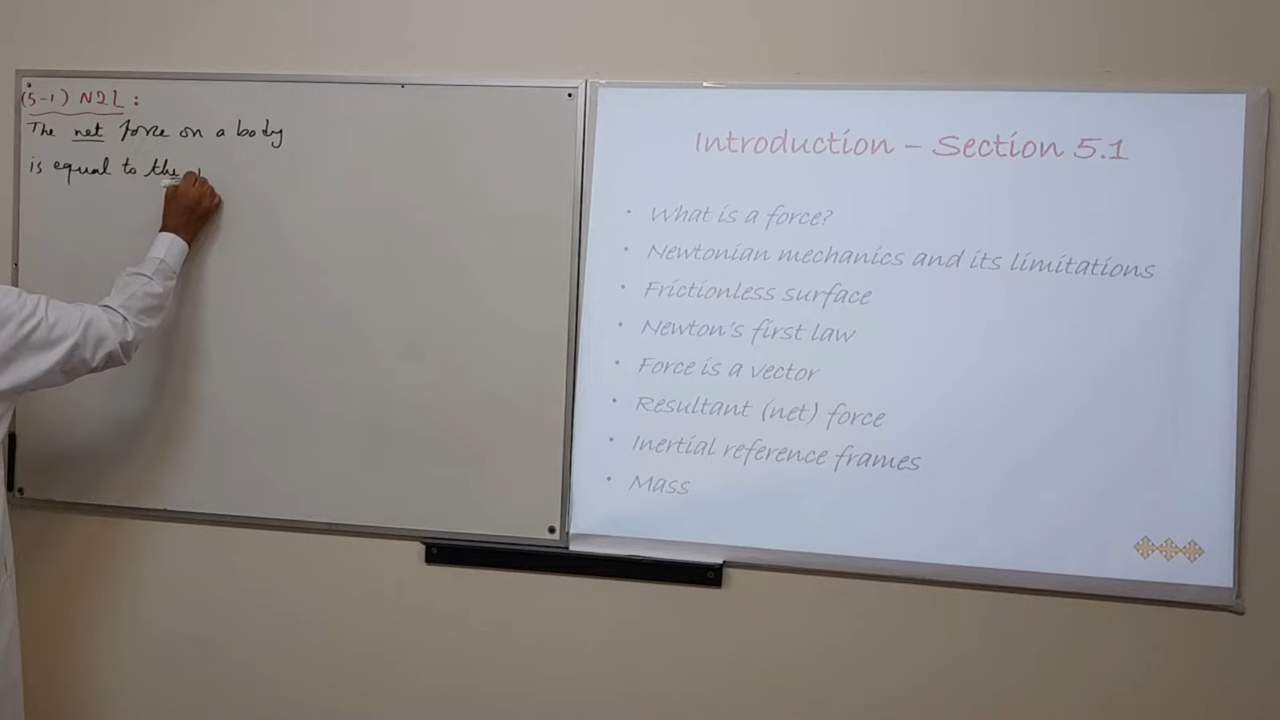 (5-1) N2L:
The net force on a body
is equal to the
Introduction – Section 5.1
• What is a force?
• Newtonian mechanics and its limitations
• Frictionless surface
• Newton's first law
• Force is a vector
• Resultant (net) force
• Inertial reference frames
• Mass